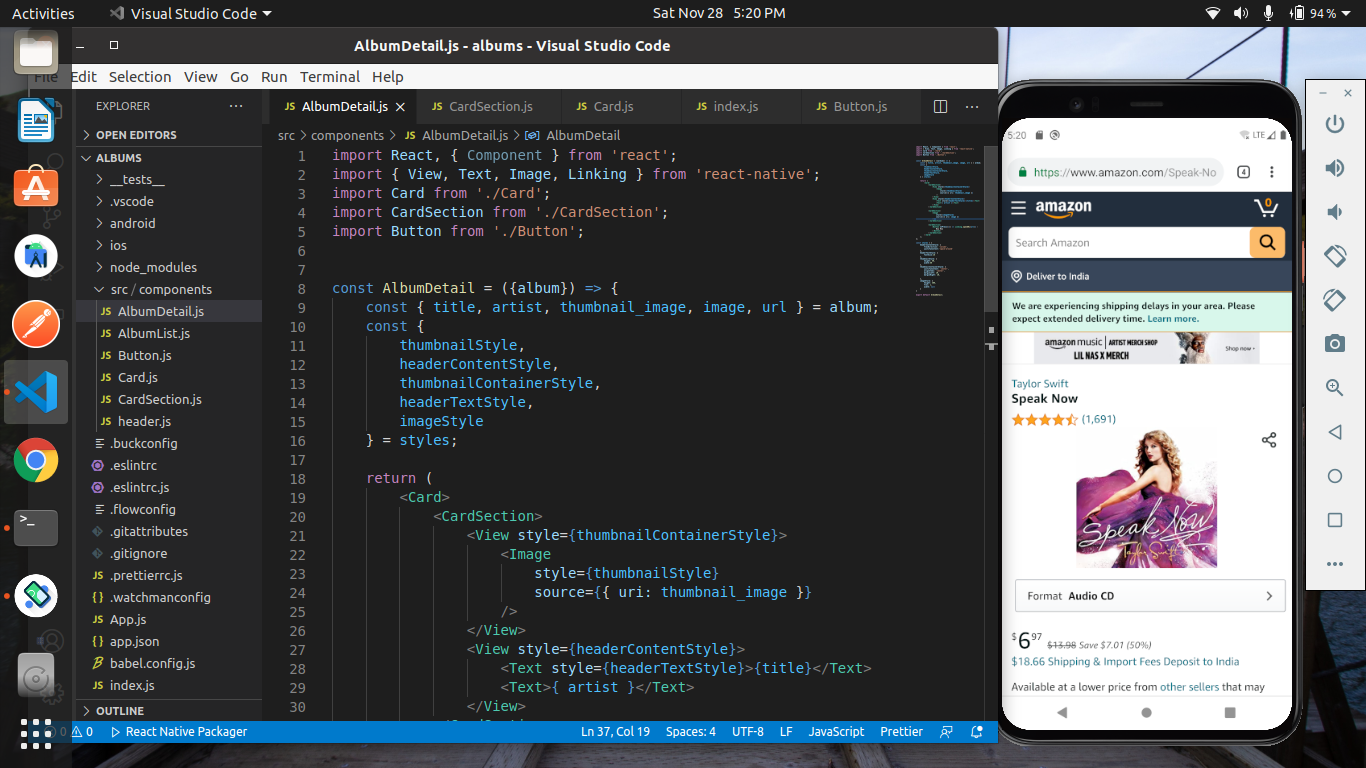 Activities
Visual Studio Code
Sat Nov 28 5:20 PM
94 %
AlbumDetail.js - albums - Visual Studio Code
File Edit Selection View Go Run Terminal Help
EXPLORER ...
OPEN EDITORS
ALBUMS
__tests__
.vscode
android
ios
node_modules
src / components
JS AlbumDetail.js
JS AlbumList.js
JS Button.js
JS Card.js
JS CardSection.js
JS header.js
.buckconfig
.eslintrc
.eslintrc.js
.flowconfig
.gitattributes
.gitignore
JS .prettierrc.js
{} .watchmanconfig
JS App.js
{} app.json
babel.config.js
JS index.js
OUTLINE
JS AlbumDetail.js
JS CardSection.js
JS Card.js
JS index.js
JS Button.js
src > components > JS AlbumDetail.js > AlbumDetail
1 import React, { Component } from 'react';
2 import { View, Text, Image, Linking } from 'react-native';
3 import Card from './Card';
4 import CardSection from './CardSection';
5 import Button from './Button';
6
7
8 const AlbumDetail = ({album}) => {
9 const { title, artist, thumbnail_image, image, url } = album;
10 const {
11 thumbnailStyle,
12 headerContentStyle,
13 thumbnailContainerStyle,
14 headerTextStyle,
15 imageStyle
16 } = styles;
17
18 return (
19 <Card>
20 <CardSection>
21 <View style={thumbnailContainerStyle}>
22 <Image
23 style={thumbnailStyle}
24 source={{ uri: thumbnail_image }}
25 />
26 </View>
27 <View style={headerContentStyle}>
28 <Text style={headerTextStyle}>{title}</Text>
29 <Text>{ artist }</Text>
30 </View>
0 0
React Native Packager
Ln 37, Col 19
Spaces: 4
UTF-8
LF
JavaScript
Prettier
5:20
LTE
https://www.amazon.com/Speak-No
4
amazon
0
Search Amazon
Deliver to India
We are experiencing shipping delays in your area. Please
expect extended delivery time. Learn more.
amazon music
ARTIST MERCH SHOP
LIL NAS X MERCH
Shop now
Taylor Swift
Speak Now
(1,691)
Speak Now
Taylor Swift
Format Audio CD
$6 97 $13.98 Save $7.01 (50%)
$18.66 Shipping & Import Fees Deposit to India
Available at a lower price from other sellers that may